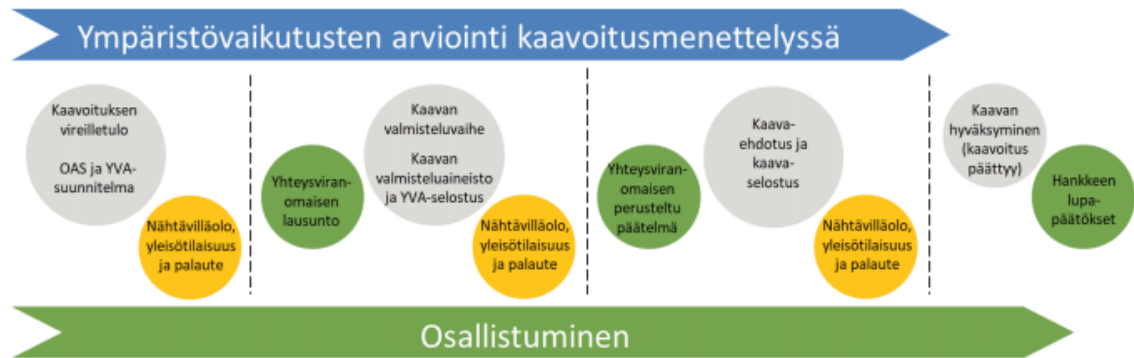 Ympäristövaikutusten arviointi kaavoitusmenettelyssä
Kaavoituksen
vireilletulo
OAS ja YVA-
suunnitelma
Nähtävilläolo,
yleisötilaisuus
ja palaute
Yhteysviran-
omaisen
lausunto
Kaavan
valmisteluvaihe
Kaavan
valmisteluaineisto
ja YVA-selostus
Nähtävilläolo,
yleisötilaisuus
ja palaute
Yhteysviran-
omaisen
perusteltu
päätelmä
Kaava-
ehdotus ja
kaava-
selostus
Nähtävilläolo,
yleisötilaisuus
ja palaute
Kaavan
hyväksyminen
(kaavoitus
päättyy)
Hankkeen
lupa-
päätökset
Osallistuminen